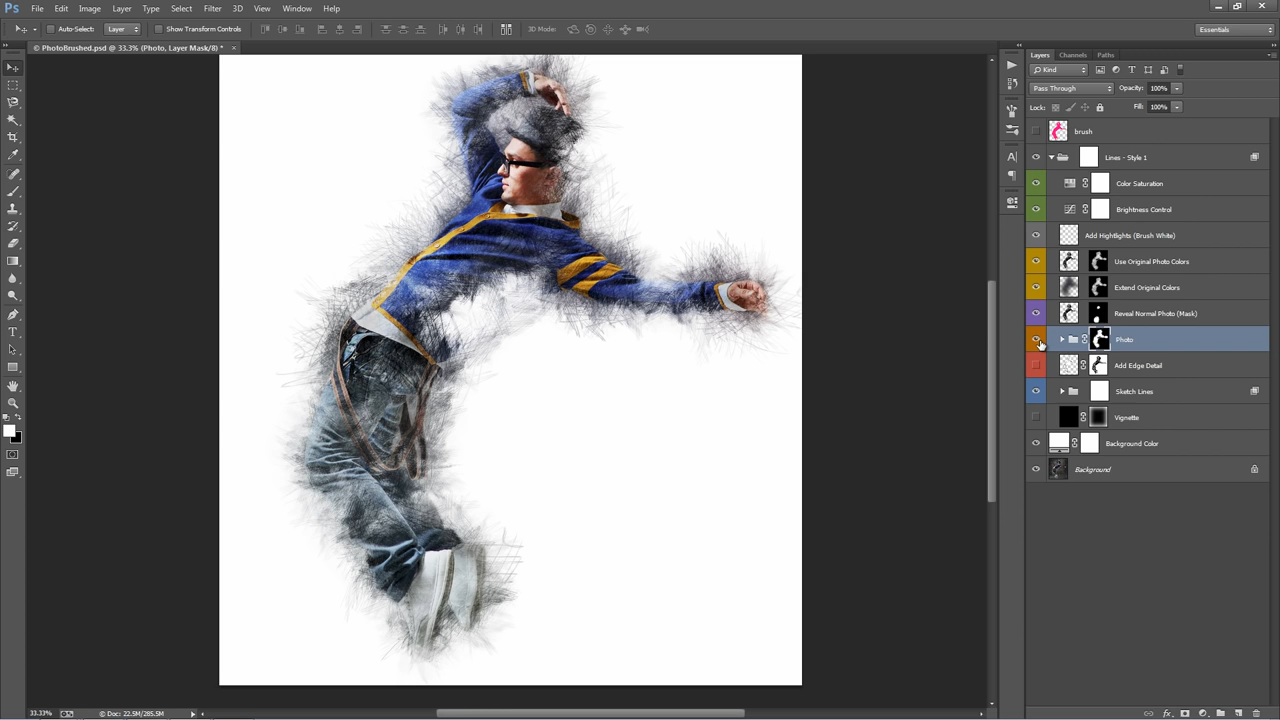 Ps File Edit Image Layer Type Select Filter 3D View Window Help
Auto-Select: Layer Show Transform Controls 3D Mode: Essentials
© PhotoBrushed.psd @ 33.3% (Photo, Layer Mask/8) * ×
Layers Channels Paths
Kind
Pass Through Opacity: 100%
Lock: Fill: 100%
brush
Lines - Style 1
Color Saturation
Brightness Control
Add Hightlights (Brush White)
Use Original Photo Colors
Extend Original Colors
Reveal Normal Photo (Mask)
Photo
Add Edge Detail
Sketch Lines
Vignette
Background Color
Background
33.33% © Doc: 22.5M/285.5M